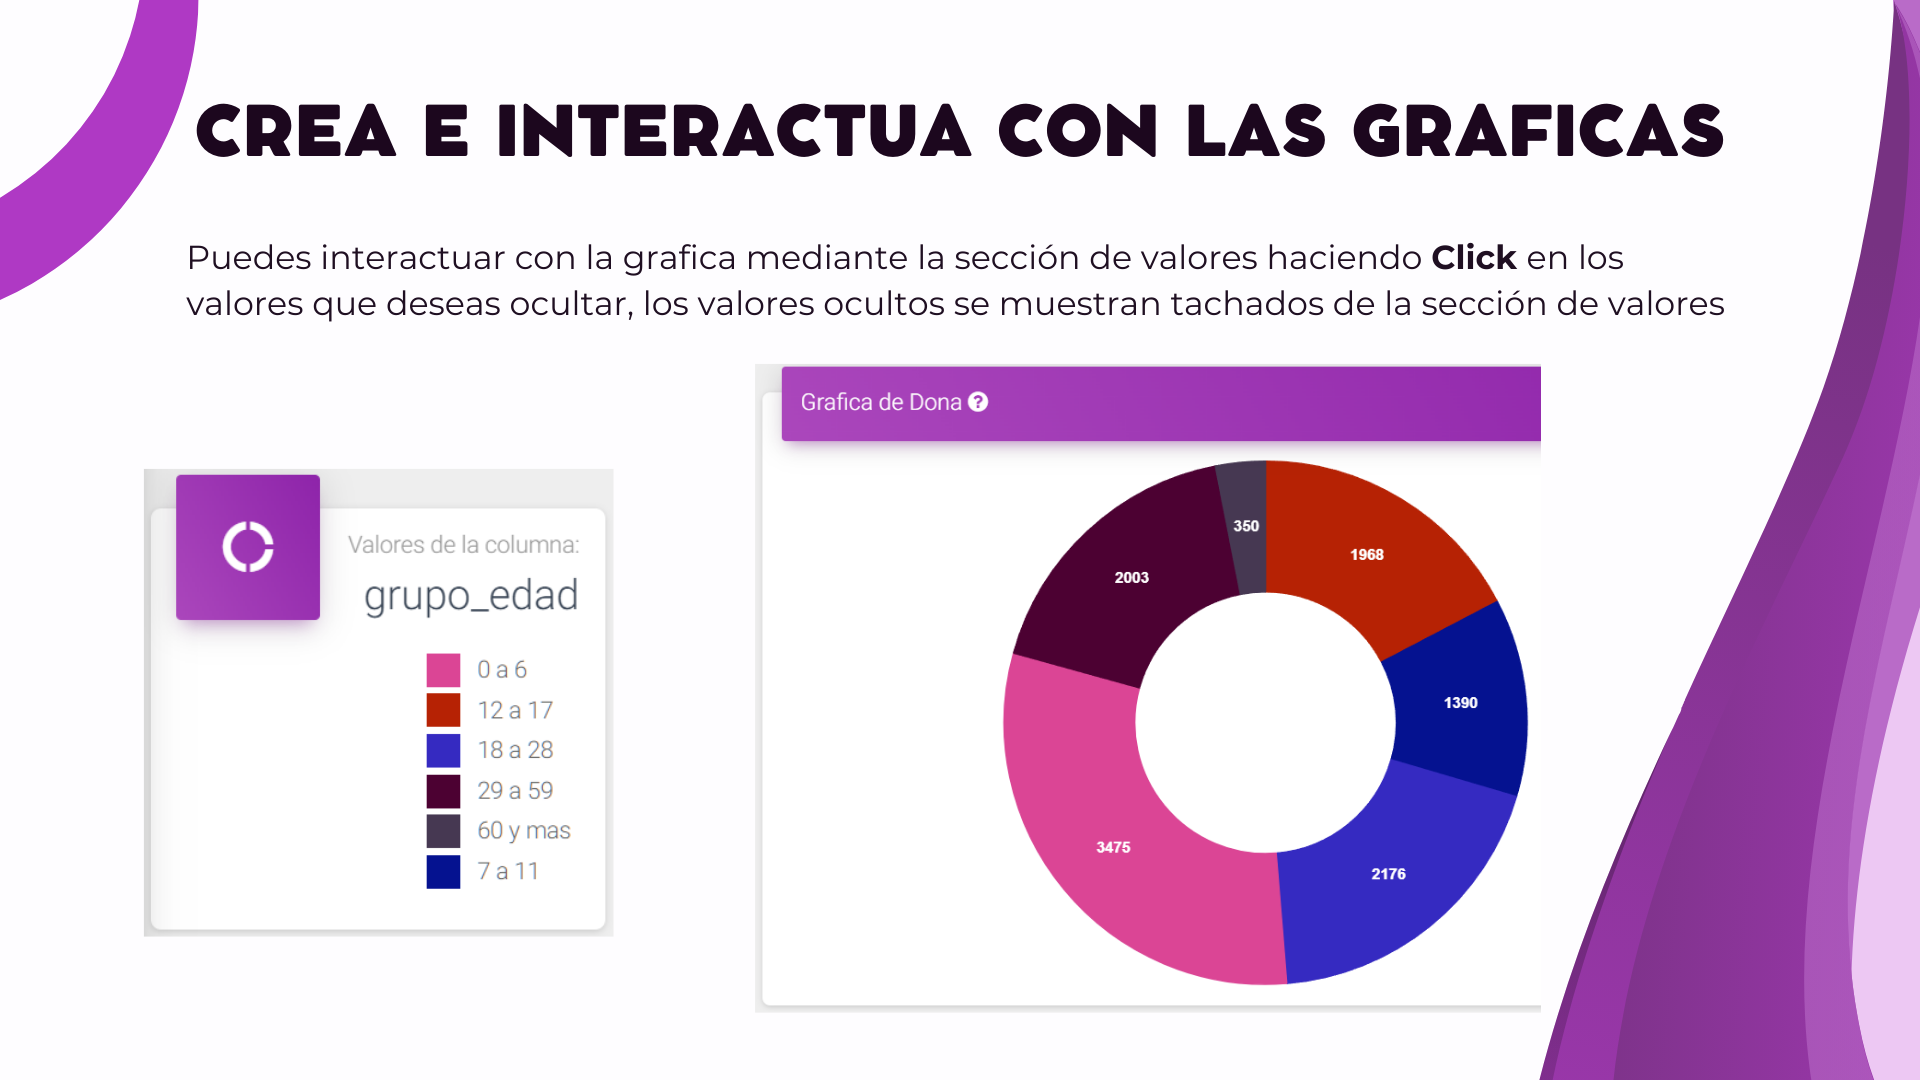 CREA E INTERACTUA CON LAS GRAFICAS
Puedes interactuar con la grafica mediante la sección de valores haciendo Click en los
valores que deseas ocultar, los valores ocultos se muestran tachados de la sección de valores
Valores de la columna:
grupo_edad
0 a 6
12 a 17
18 a 28
29 a 59
60 y mas
7 a 11
Grafica de Dona ?
350
1968
2003
1390
3475
2176